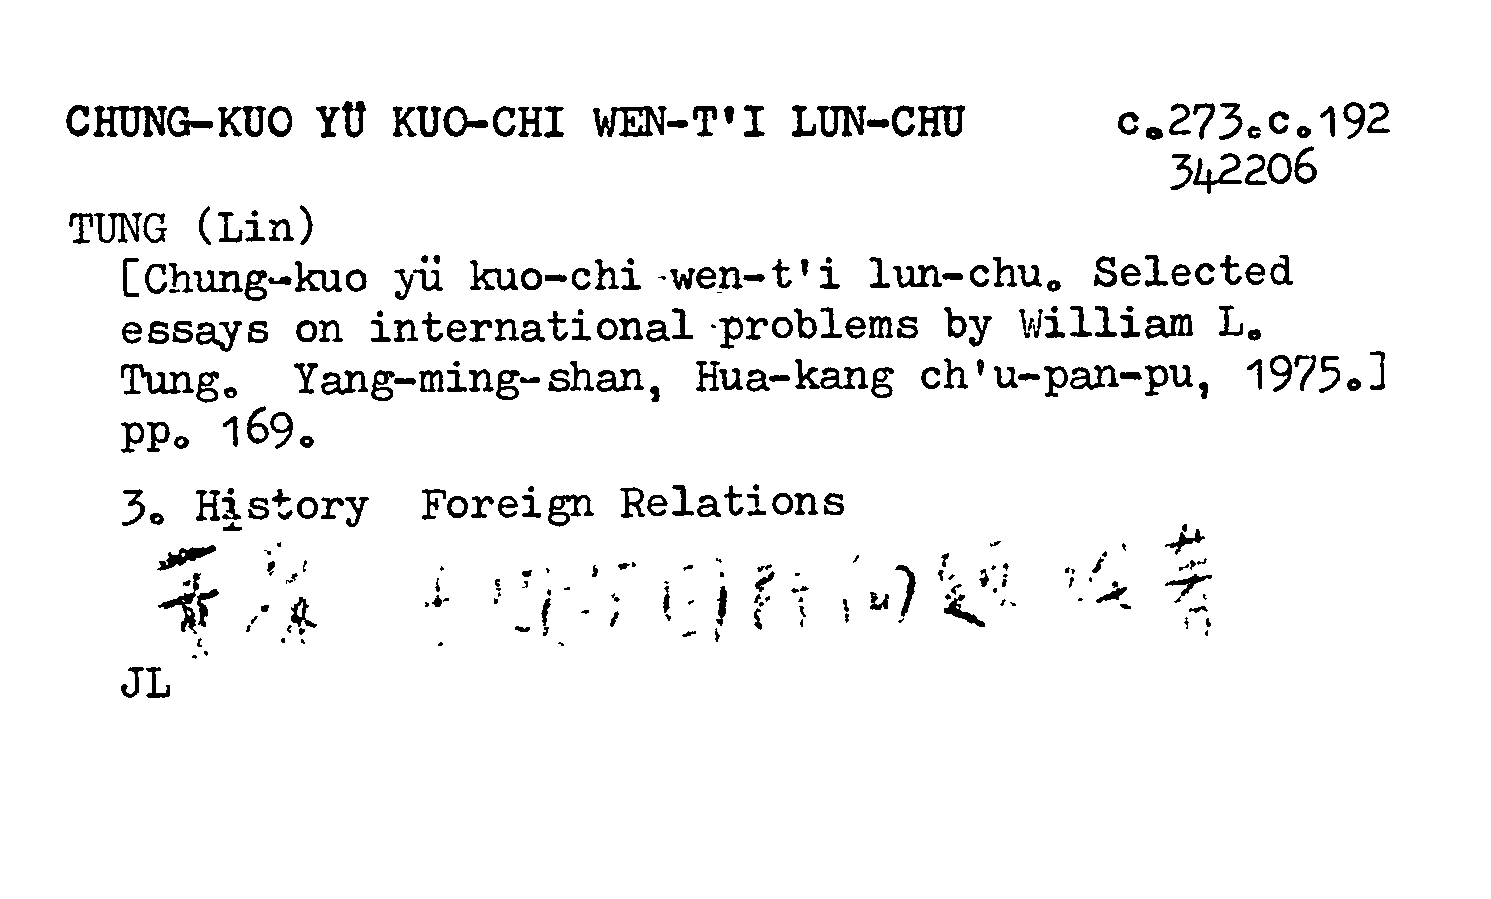 CHUNG-KUO YÜ KUO-CHI WEN-T'I LUN-CHU c.273.c.192
342206
TUNG (Lin)
[Chung-kuo yü kuo-chi wen-t'i lun-chu. Selected
essays on international problems by William L.
Tung. Yang-ming-shan, Hua-kang ch'u-pan-pu, 1975.]
pp. 169.
3. History Foreign Relations
JL